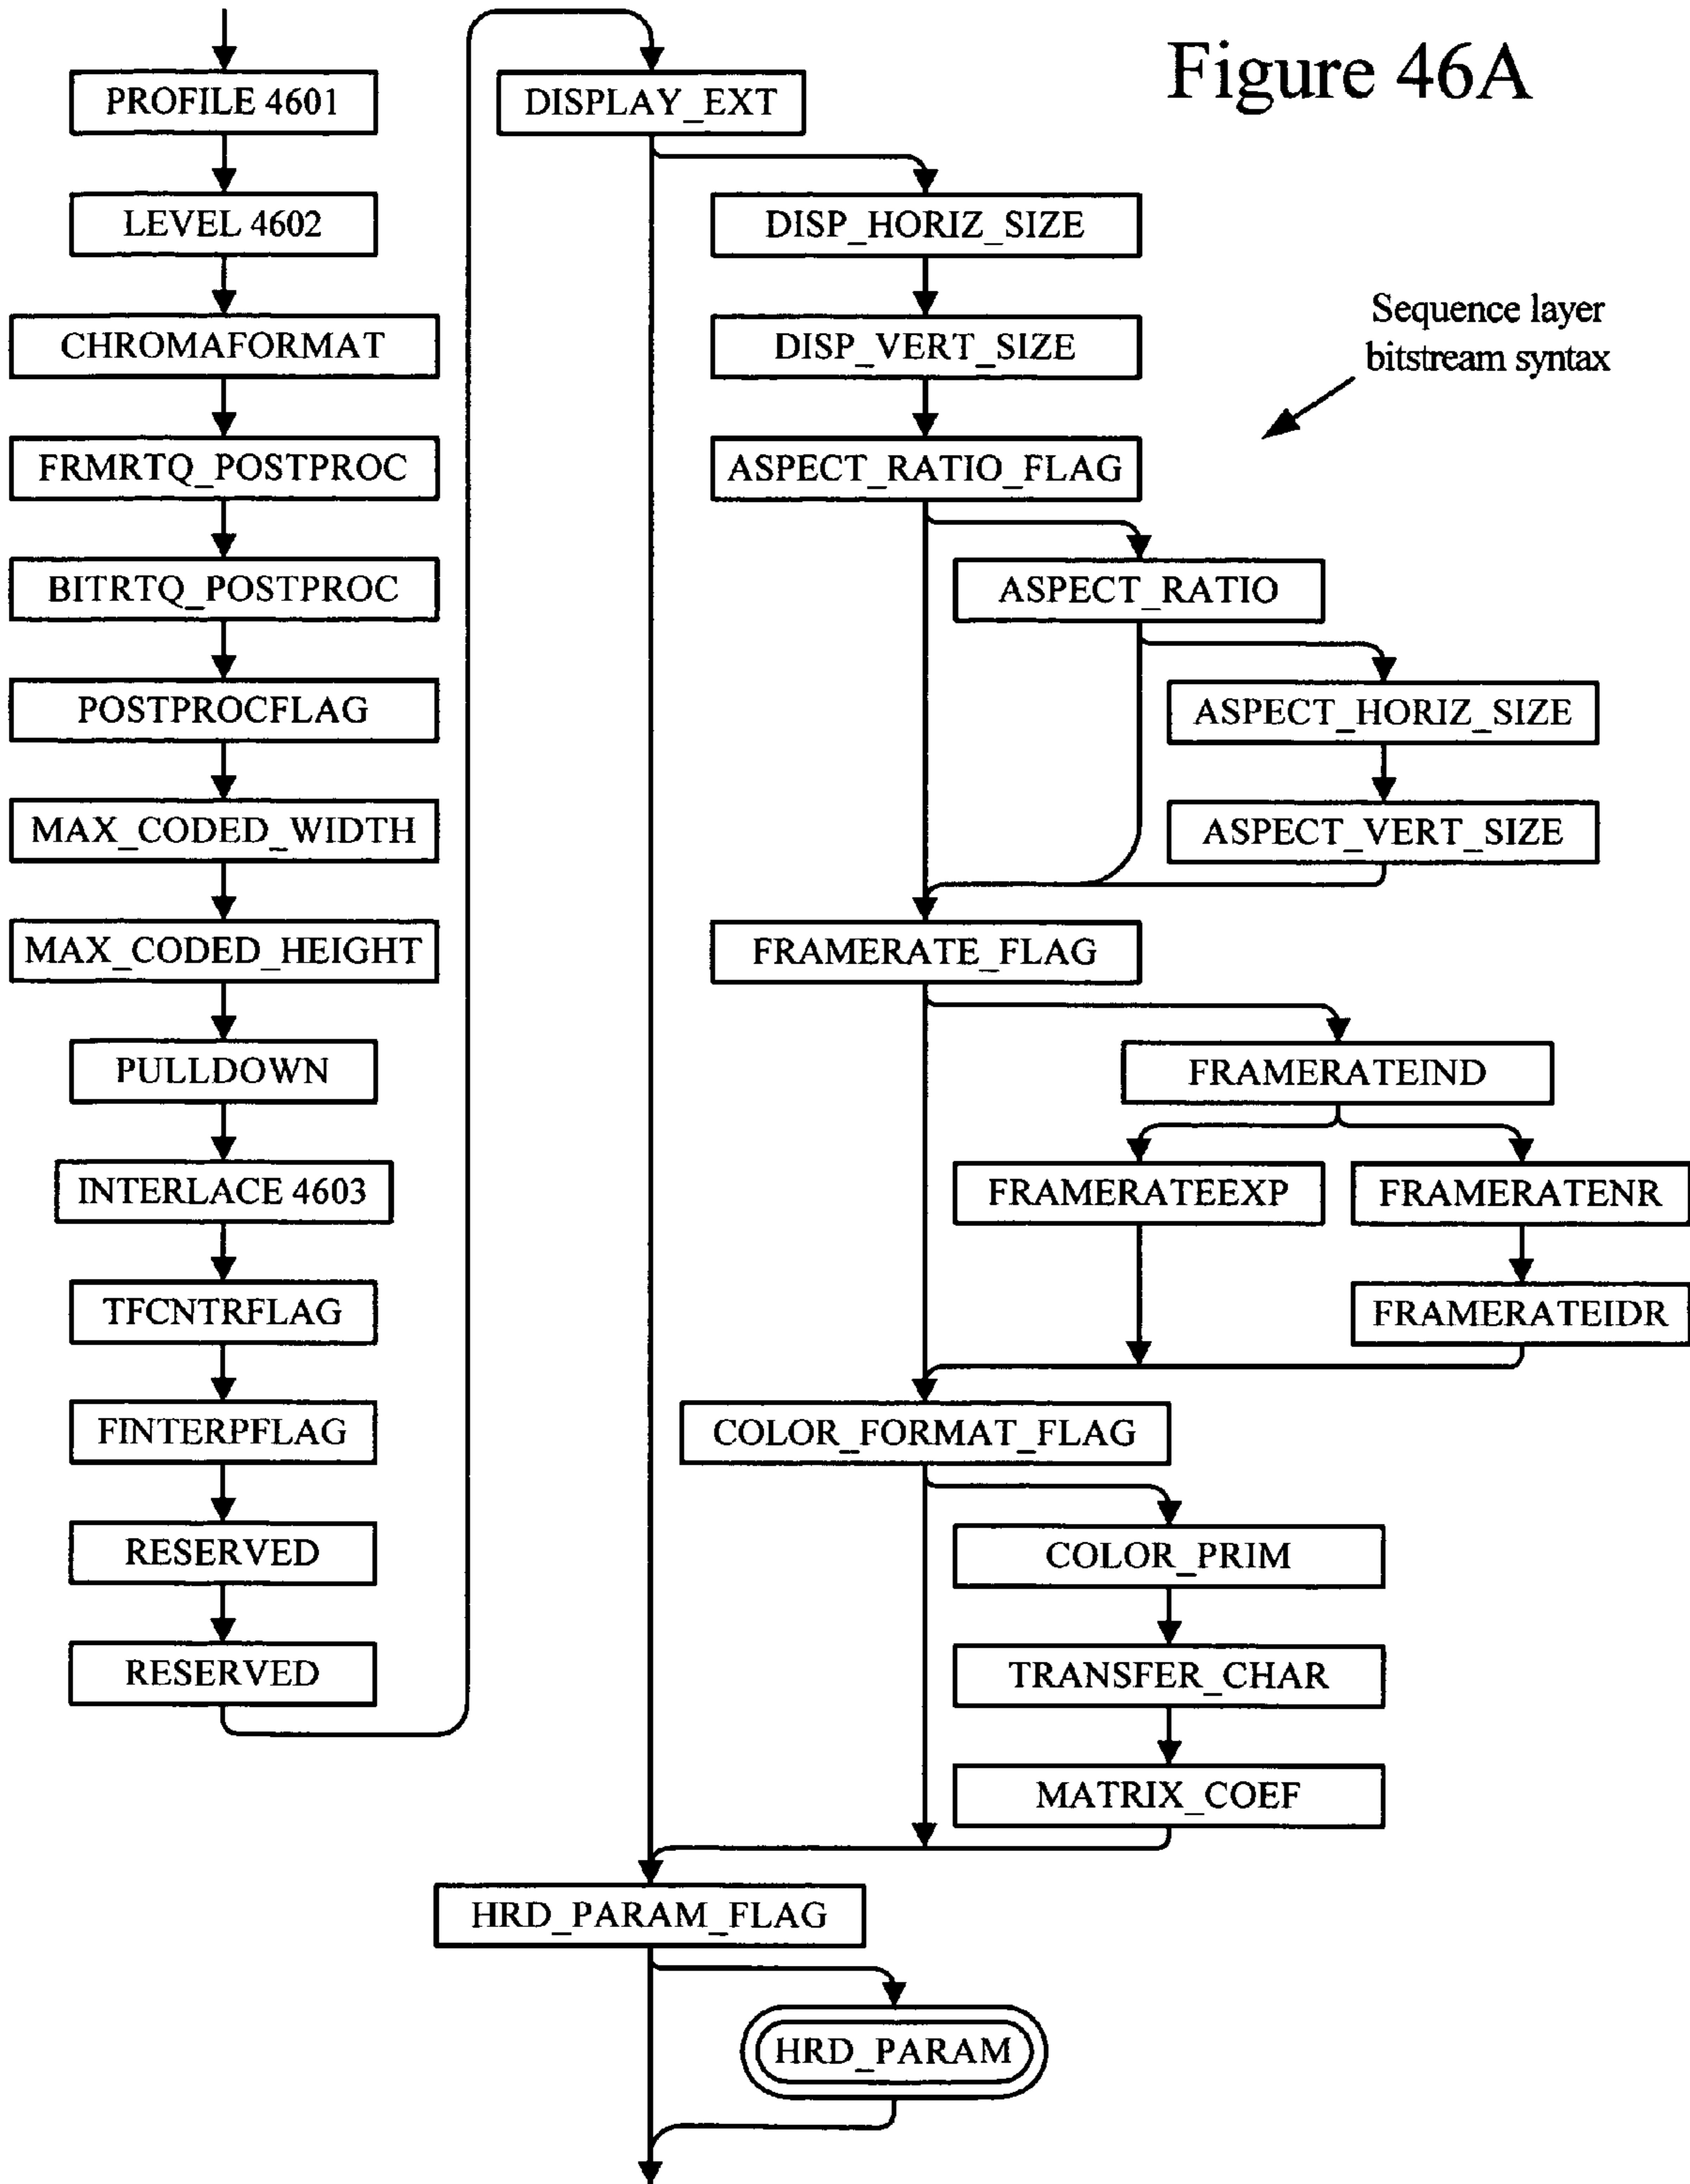 Figure 46A
PROFILE 4601
LEVEL 4602
CHROMAFORMAT
FRMRTQ_POSTPROC
BITRTQ_POSTPROC
POSTPROCFLAG
MAX_CODED_WIDTH
MAX_CODED_HEIGHT
PULLDOWN
INTERLACE 4603
TFCNTRFLAG
FINTERPFLAG
RESERVED
RESERVED
DISPLAY_EXT
DISP_HORIZ_SIZE
DISP_VERT_SIZE
ASPECT_RATIO_FLAG
Sequence layer
bitstream syntax
ASPECT_RATIO
ASPECT_HORIZ_SIZE
ASPECT_VERT_SIZE
FRAMERATE_FLAG
FRAMERATEIND
FRAMERATEEXP
FRAMERATENR
FRAMERATEIDR
COLOR_FORMAT_FLAG
COLOR_PRIM
TRANSFER_CHAR
MATRIX_COEF
HRD_PARAM_FLAG
HRD_PARAM